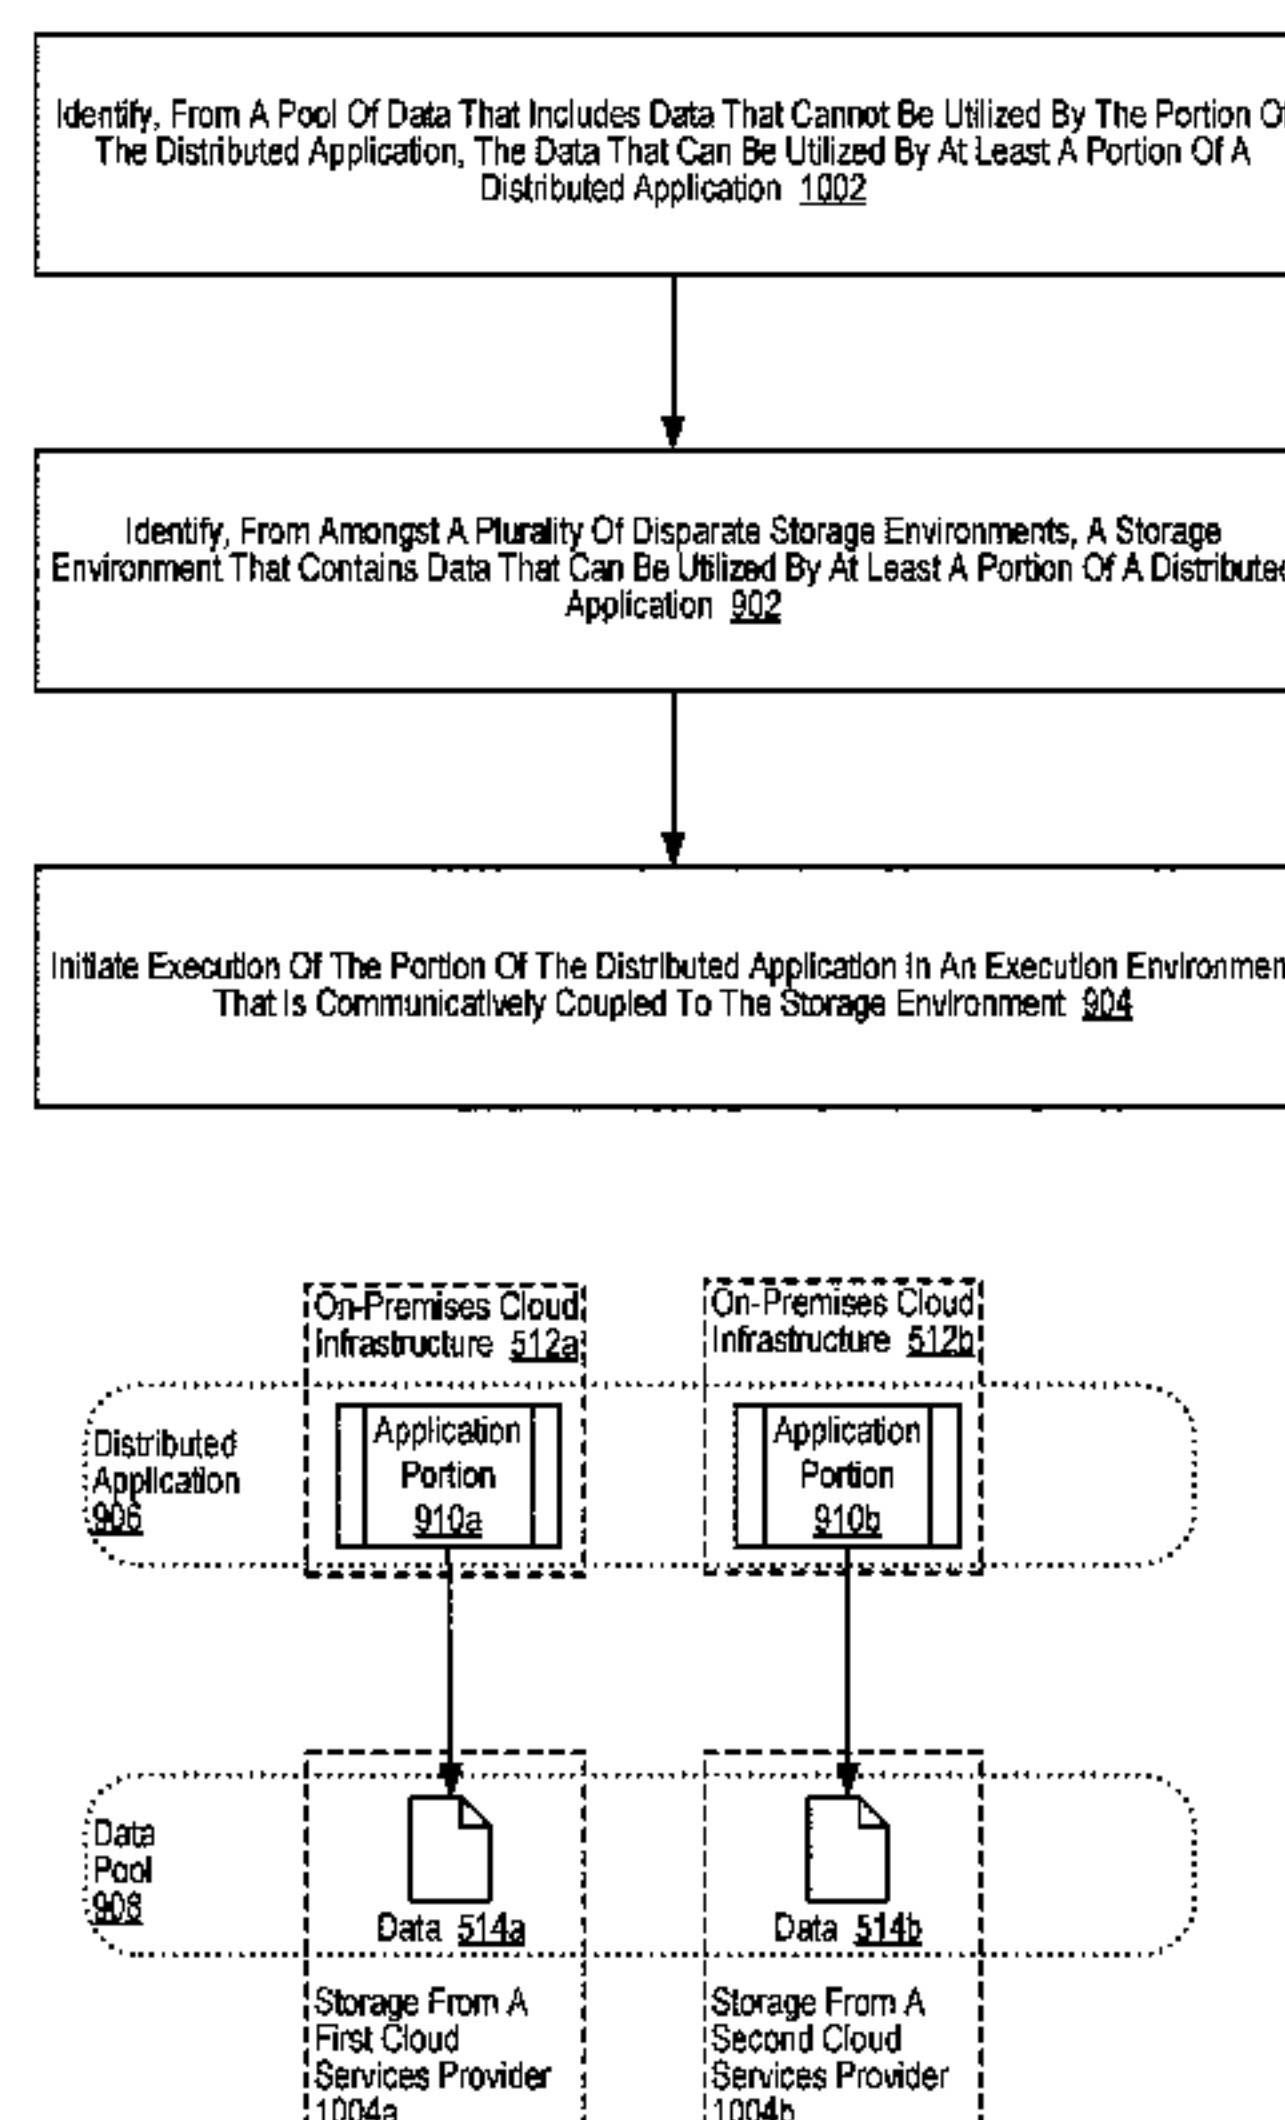 Identify, From A Pool Of Data That Includes Data That Cannot Be Utilized By The Portion Of
The Distributed Application, The Data That Can Be Utilized By At Least A Portion Of A
Distributed Application 1002
Identify, From Amongst A Plurality Of Disparate Storage Environments, A Storage
Environment That Contains Data That Can Be Utilized By At Least A Portion Of A Distributed
Application 902
Initiate Execution Of The Portion Of The Distributed Application In An Execution Environmen
That Is Communicatively Coupled To The Storage Environment 904
On-Premises Cloud
Infrastructure 512a
On-Premises Cloud
Infrastructure 512b
Distributed
Application
906
Application
Portion
910a
Application
Portion
910b
Data
Pool
908
Data 514a
Data 514b
Storage From A
First Cloud
Services Provider
1004a
Storage From A
Second Cloud
Services Provider
1004b